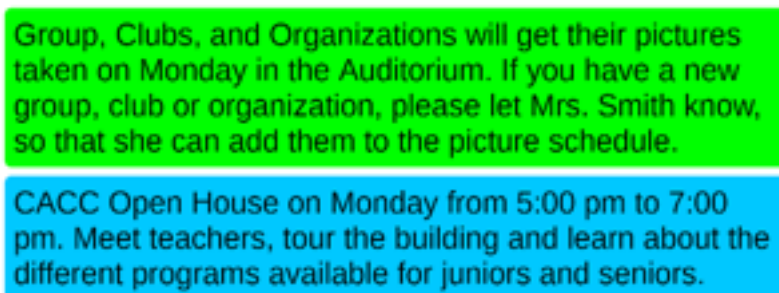 Group, Clubs, and Organizations will get their pictures
taken on Monday in the Auditorium. If you have a new
group, club or organization, please let Mrs. Smith know,
so that she can add them to the picture schedule.
CACC Open House on Monday from 5:00 pm to 7:00
pm. Meet teachers, tour the building and learn about the
different programs available for juniors and seniors.